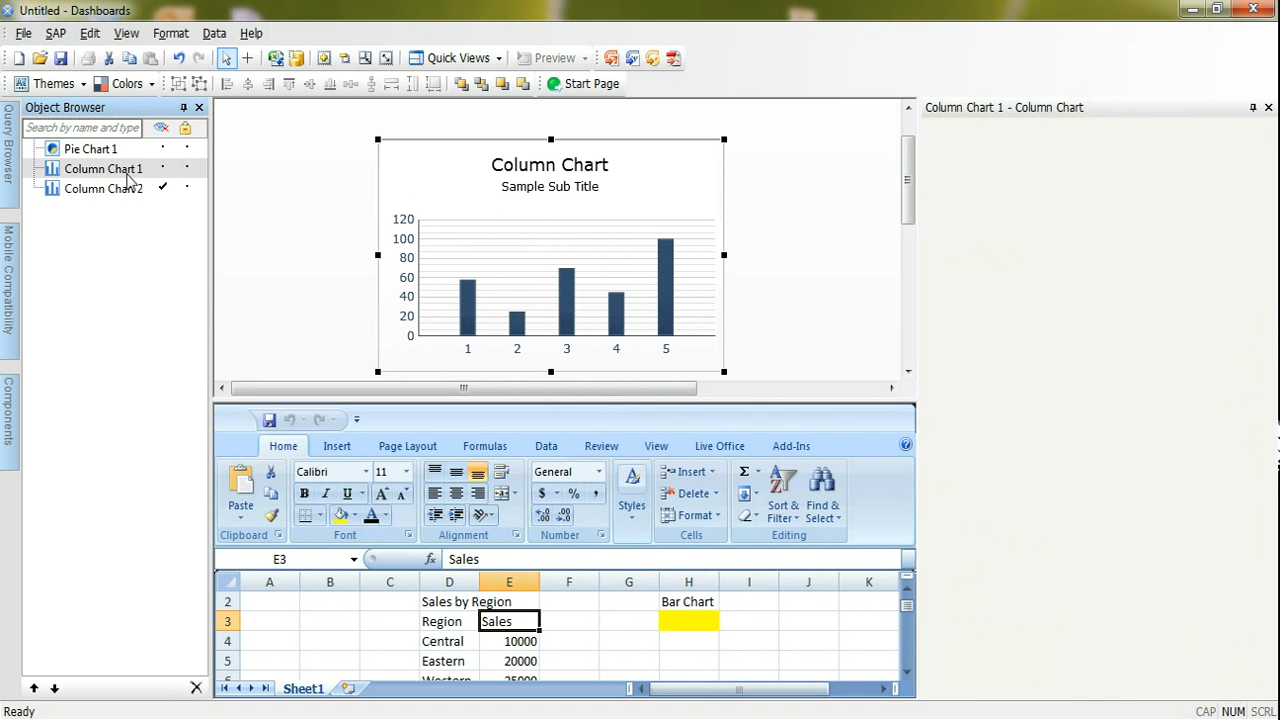 Untitled - Dashboards
File SAP Edit View Format Data Help
Quick Views Preview
Themes Colors Start Page
Object Browser
Search by name and type
Pie Chart 1
Column Chart 1
Column Chart 2
Query Browser
Mobile Compatibility
Components
Column Chart
Sample Sub Title
120
100
80
60
40
20
0
1 2 3 4 5
Column Chart 1 - Column Chart
Home Insert Page Layout Formulas Data Review View Live Office Add-Ins
Paste
Clipboard
Calibri 11
B I U A A
A
Font
Alignment
General
$ % ,
Number
Styles
Insert
Delete
Format
Cells
Σ
Sort & Filter
Find & Select
Editing
E3 fx Sales
A B C D E F G H I J K
2 Sales by Region Bar Chart
3 Region Sales
4 Central 10000
5 Eastern 20000
Sheet1
Ready CAP NUM SCRL